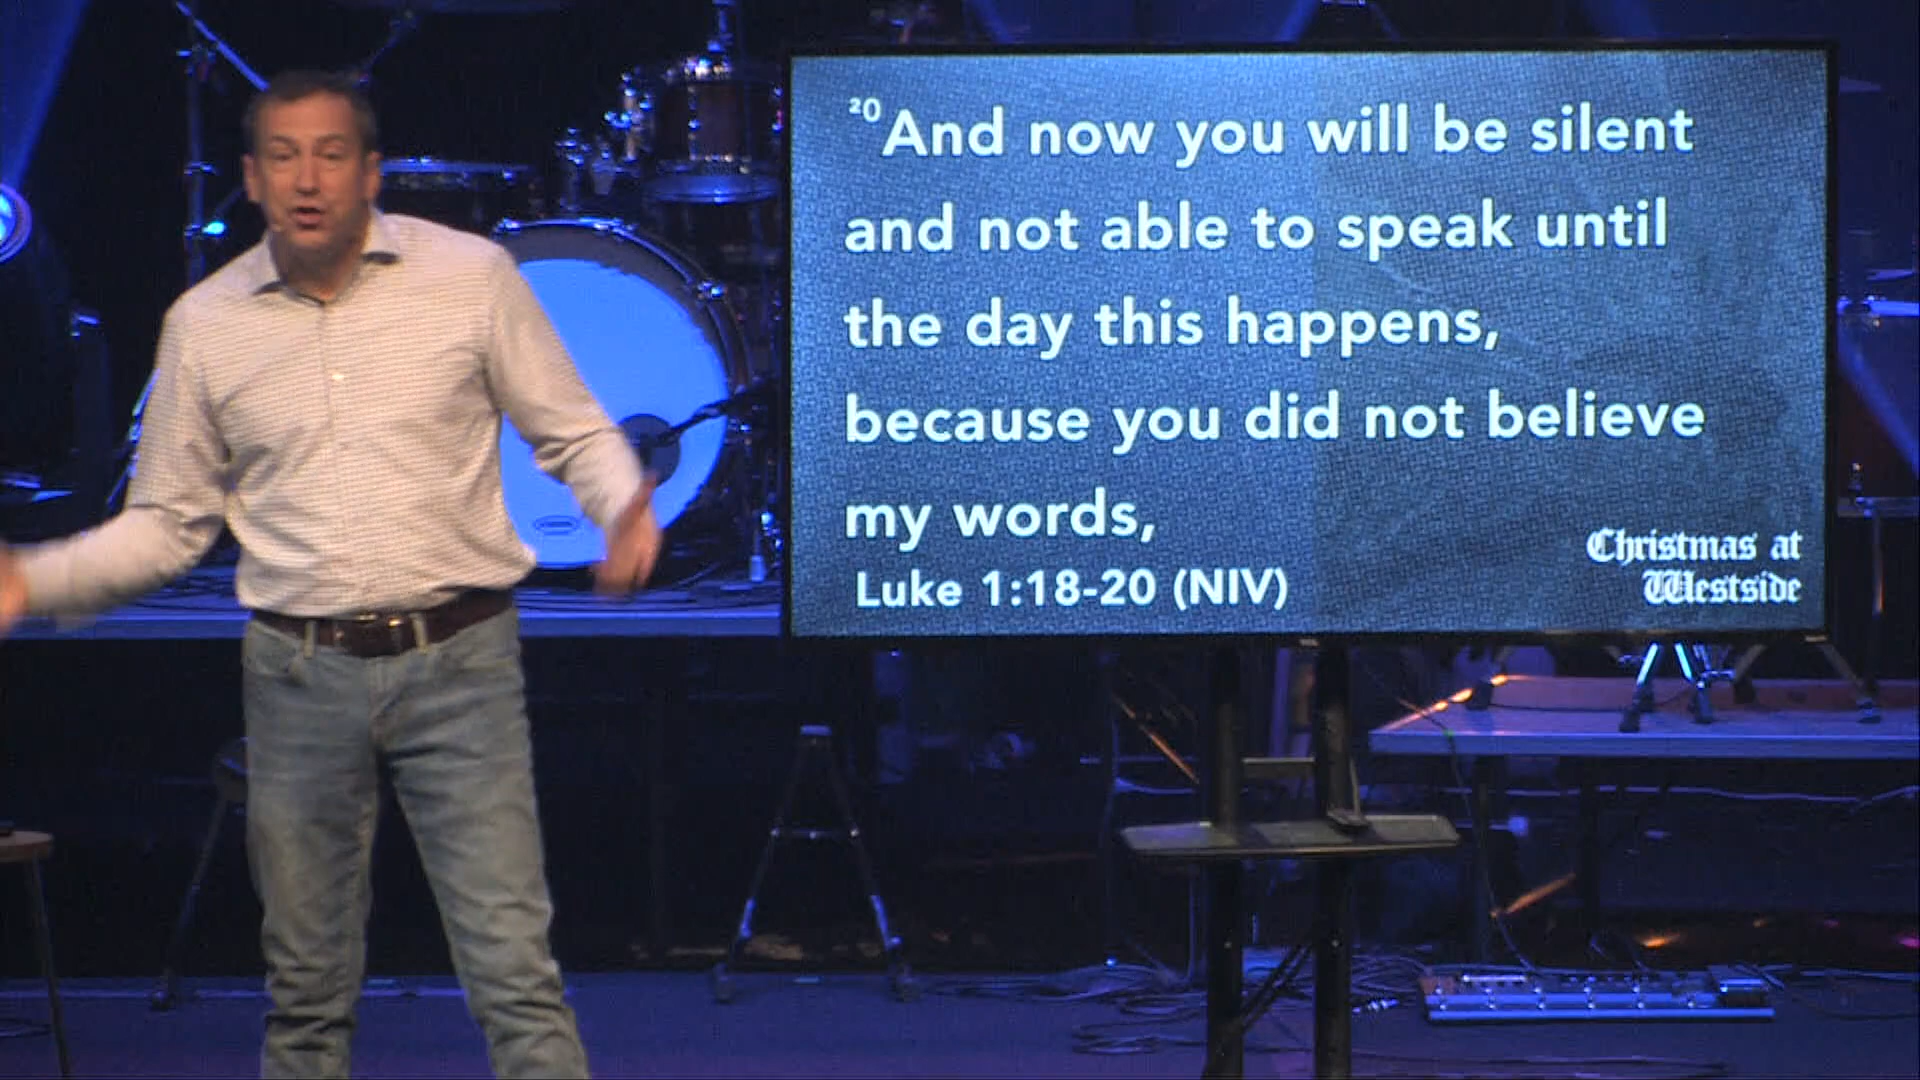 ²⁰And now you will be silent
and not able to speak until
the day this happens,
because you did not believe
my words,
Luke 1:18-20 (NIV)
Christmas at
Westside